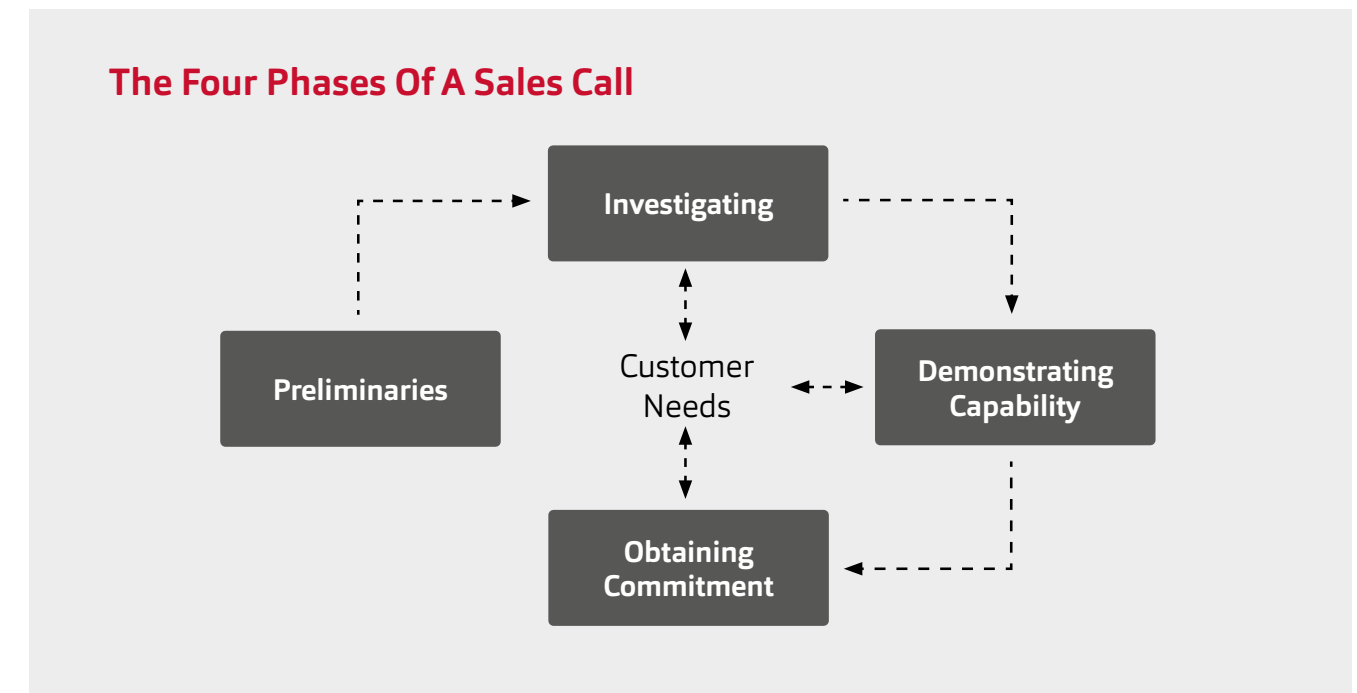 The Four Phases Of A Sales Call
Investigating
Preliminaries
Customer
Needs
Demonstrating
Capability
Obtaining
Commitment